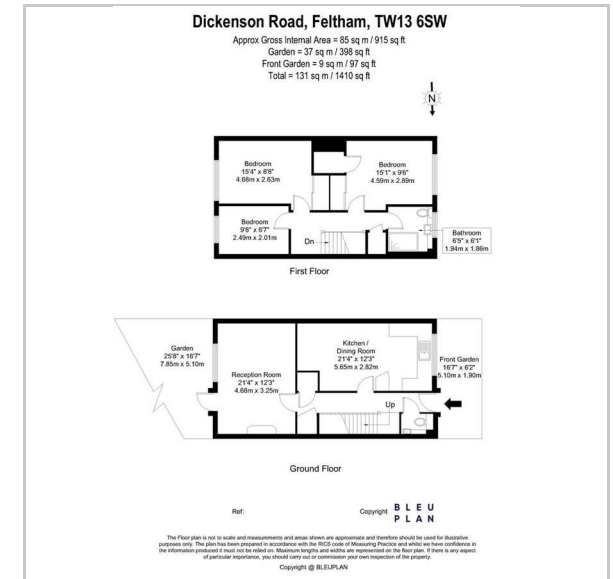 Dickenson Road, Feltham, TW13 6SW
Approx Gross Internal Area = 85 sq m / 915 sq ft
Garden = 37 sq m / 398 sq ft
Front Garden = 9 sq m / 97 sq ft
Total = 131 sq m / 1410 sq ft
N
Bedroom
15'4" x 8'8"
4.68m x 2.63m
Bedroom
15'1" x 9'6"
4.59m x 2.89m
Bedroom
9'8" x 6'7"
2.49m x 2.01m
Dn
Bathroom
6'5" x 6'1"
1.94m x 1.86m
First Floor
Garden
25'8" x 16'7"
7.85m x 5.10m
Reception Room
21'4" x 12'3"
4.68m x 3.25m
Kitchen /
Dining Room
21'4" x 12'3"
5.65m x 2.82m
Front Garden
16'7" x 6'2"
5.10m x 1.90m
Up
Ground Floor
Ref:
Copyright
BLEU
PLAN
The Floor plan is not to scale and measurements and areas shown are approximate and therefore should be used for illustrative
purposes only. The plan has been prepared in accordance with the RICS code of Measuring Practice and whilst we have confidence in
the information produced it must not be relied on. Maximum lengths and widths are represented on the floor plan. If there is any aspect
of particular importance, you should carry out or commission your own inspection of the property.
Copyright @ BLEUPLAN